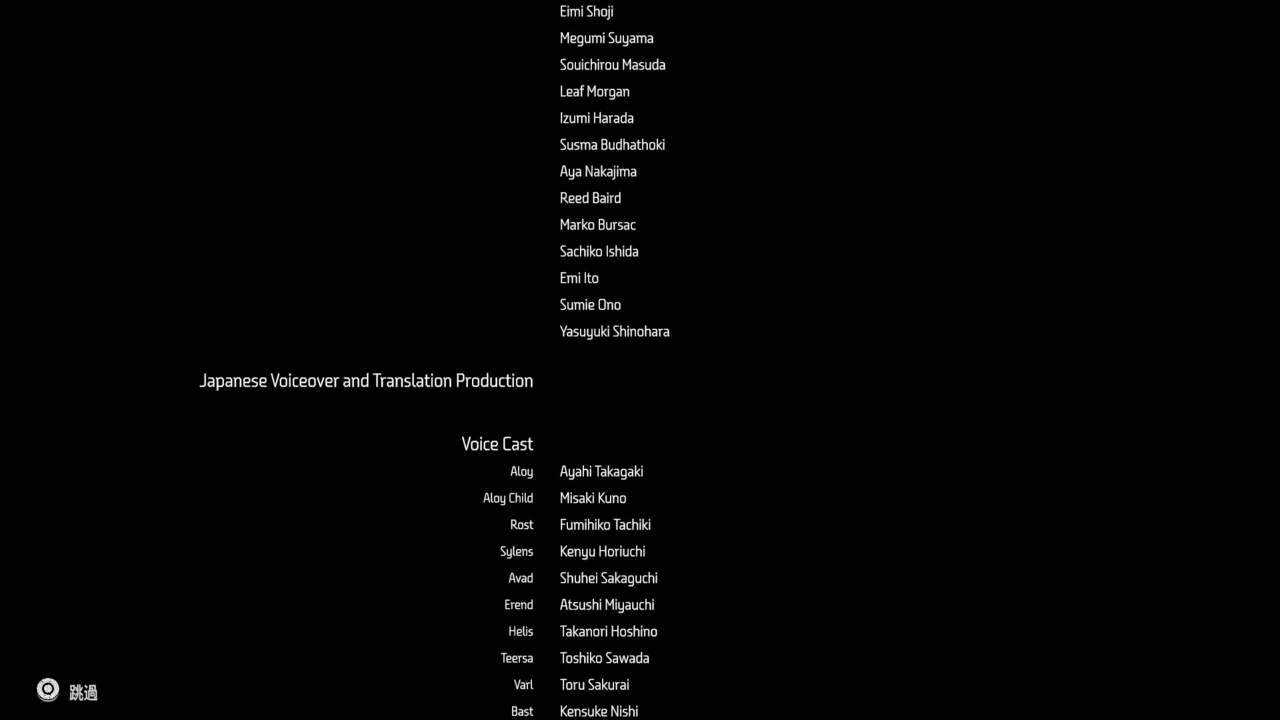 Eimi Shoji
Megumi Suyama
Souichirou Masuda
Leaf Morgan
Izumi Harada
Susma Budhathoki
Aya Nakajima
Reed Baird
Marko Bursac
Sachiko Ishida
Emi Ito
Sumie Ono
Yasuyuki Shinohara
Japanese Voiceover and Translation Production
Voice Cast
Aloy Ayahi Takagaki
Aloy Child Misaki Kuno
Rost Fumihiko Tachiki
Sylens Kenyu Horiuchi
Avad Shuhei Sakaguchi
Erend Atsushi Miyauchi
Helis Takanori Hoshino
Teersa Toshiko Sawada
Varl Toru Sakurai
Bast Kensuke Nishi
跳過